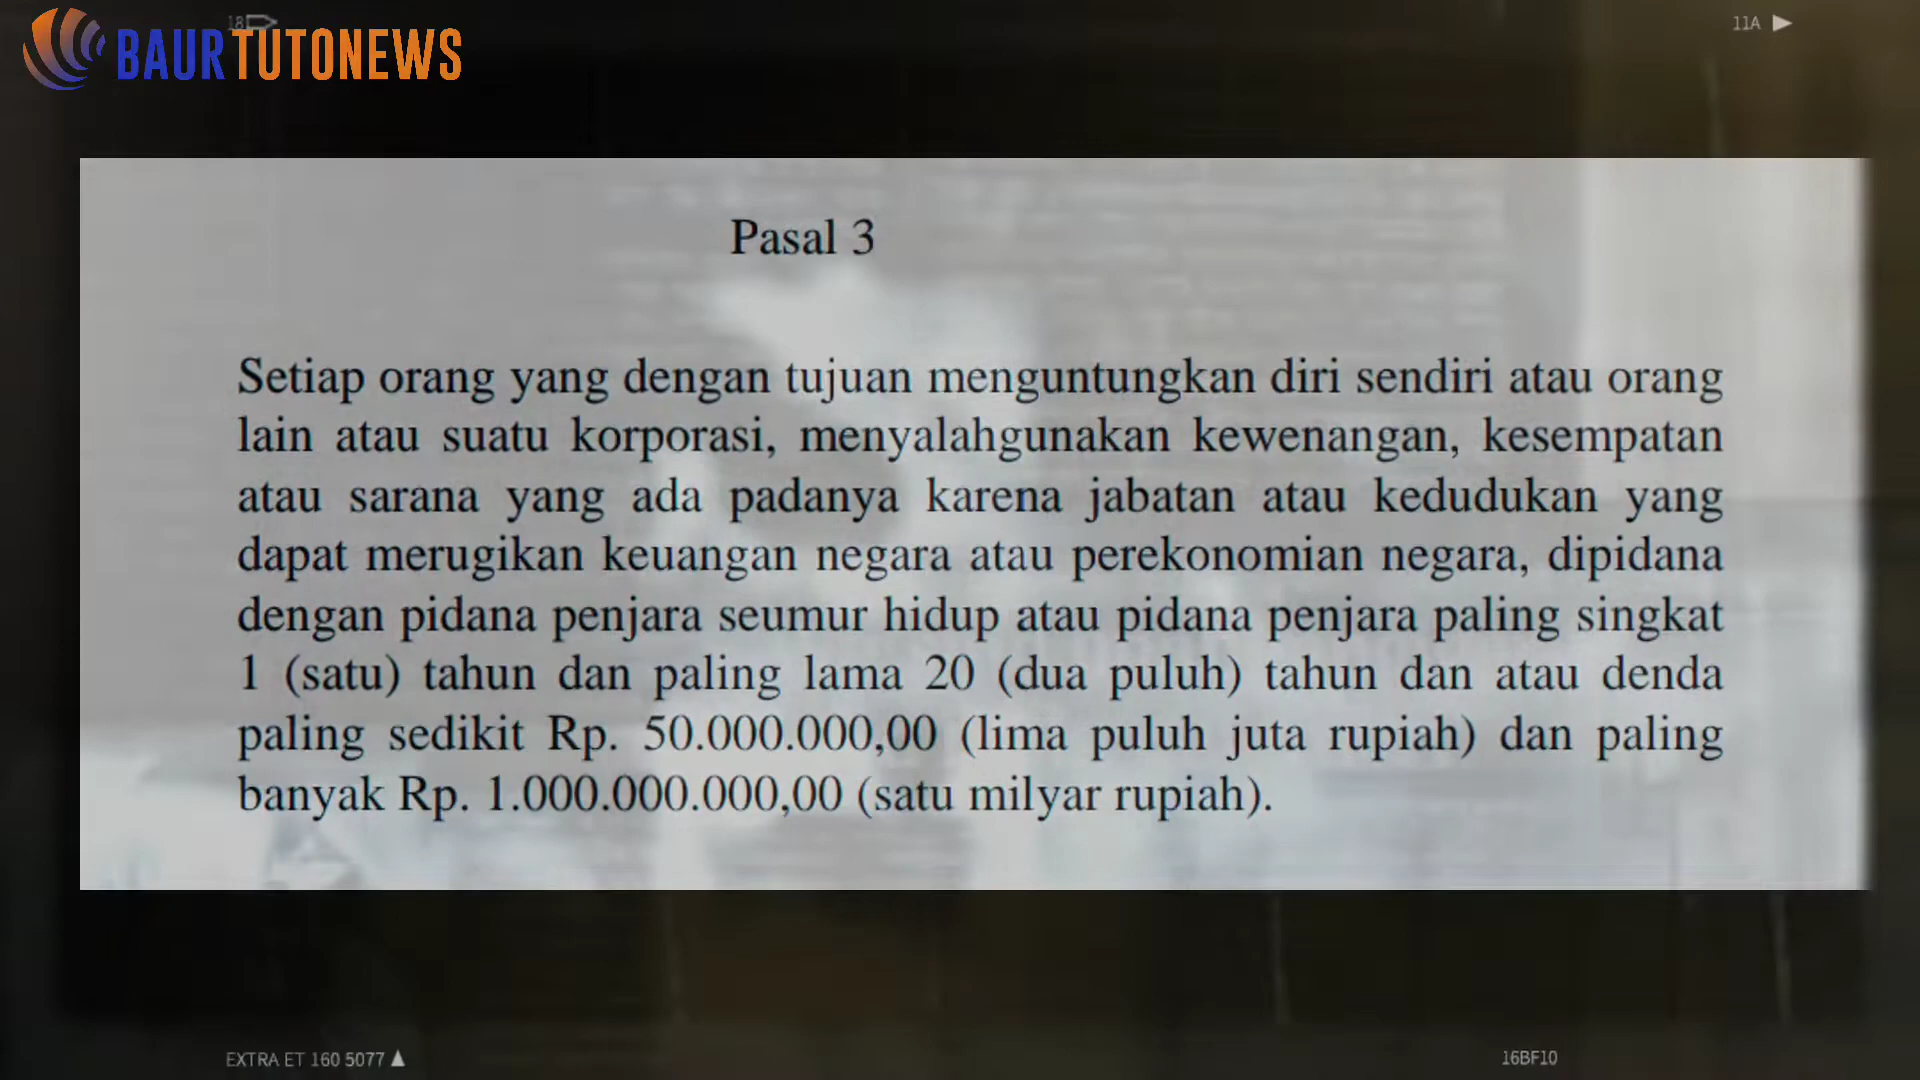 18
11A
BAURTUTONEWS
Pasal 3
Setiap orang yang dengan tujuan menguntungkan diri sendiri atau orang
lain atau suatu korporasi, menyalahgunakan kewenangan, kesempatan
atau sarana yang ada padanya karena jabatan atau kedudukan yang
dapat merugikan keuangan negara atau perekonomian negara, dipidana
dengan pidana penjara seumur hidup atau pidana penjara paling singkat
1 (satu) tahun dan paling lama 20 (dua puluh) tahun dan atau denda
paling sedikit Rp. 50.000.000,00 (lima puluh juta rupiah) dan paling
banyak Rp. 1.000.000.000,00 (satu milyar rupiah).
EXTRA ET 160 5077
16BF10